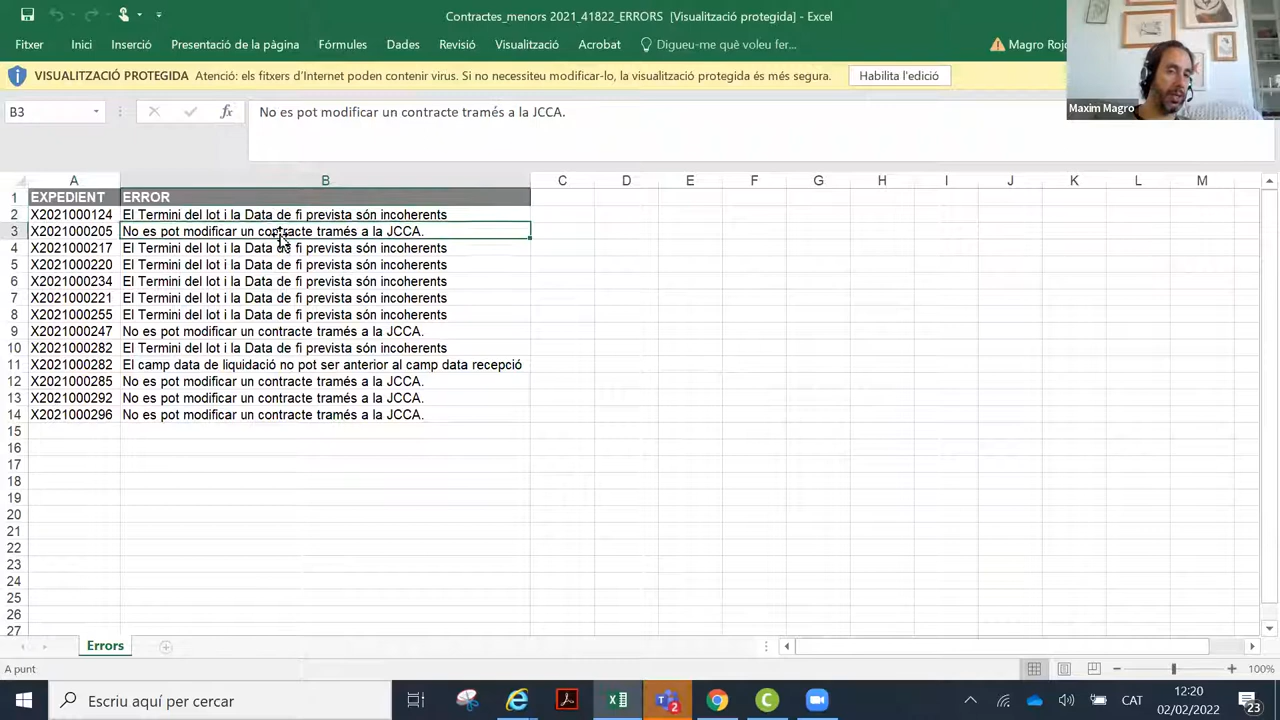 Contractes_menors 2021_41822_ERRORS [Visualització protegida] - Excel
Fitxer Inici Inserció Presentació de la pàgina Fórmules Dades Revisió Visualització Acrobat Digueu-me què voleu fer... Magro Roj
VISUALITZACIÓ PROTEGIDA Atenció: els fitxers d'Internet poden contenir virus. Si no necessiteu modificar-lo, la visualització protegida és més segura. Habilita l'edició
Maxim Magro
B3 fx No es pot modificar un contracte tramés a la JCCA.
A B C D E F G H I J K L M
1 EXPEDIENT ERROR
2 X2021000124 El Termini del lot i la Data de fi prevista són incoherents
3 X2021000205 No es pot modificar un contracte tramés a la JCCA.
4 X2021000217 El Termini del lot i la Data de fi prevista són incoherents
5 X2021000220 El Termini del lot i la Data de fi prevista són incoherents
6 X2021000234 El Termini del lot i la Data de fi prevista són incoherents
7 X2021000221 El Termini del lot i la Data de fi prevista són incoherents
8 X2021000255 El Termini del lot i la Data de fi prevista són incoherents
9 X2021000247 No es pot modificar un contracte tramés a la JCCA.
10 X2021000282 El Termini del lot i la Data de fi prevista són incoherents
11 X2021000282 El camp data de liquidació no pot ser anterior al camp data recepció
12 X2021000285 No es pot modificar un contracte tramés a la JCCA.
13 X2021000292 No es pot modificar un contracte tramés a la JCCA.
14 X2021000296 No es pot modificar un contracte tramés a la JCCA.
15
16
17
18
19
20
21
22
23
24
25
26
27
Errors
A punt 100%
Escriu aquí per cercar 2 CAT 12:20
02/02/2022 23